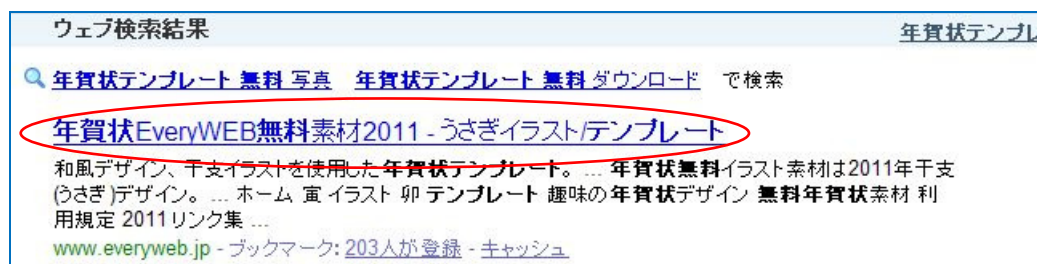 ウェブ検索結果
年賀状テンプレ
年賀状テンプレート 無料 写真 年賀状テンプレート 無料 ダウンロード で検索
年賀状EveryWEB無料素材2011 - うさぎイラスト/テンプレート
和風デザイン、干支イラストを使用した 年賀状テンプレート。 ... 年賀状無料イラスト素材は2011年干支
(うさぎ)デザイン。 ... ホーム 寅 イラスト 卯 テンプレート 趣味の年賀状デザイン 無料年賀状素材 利
用規定 2011 リンク集 ...
www.everyweb.jp - ブックマーク: 203人が登録 - キャッシュ